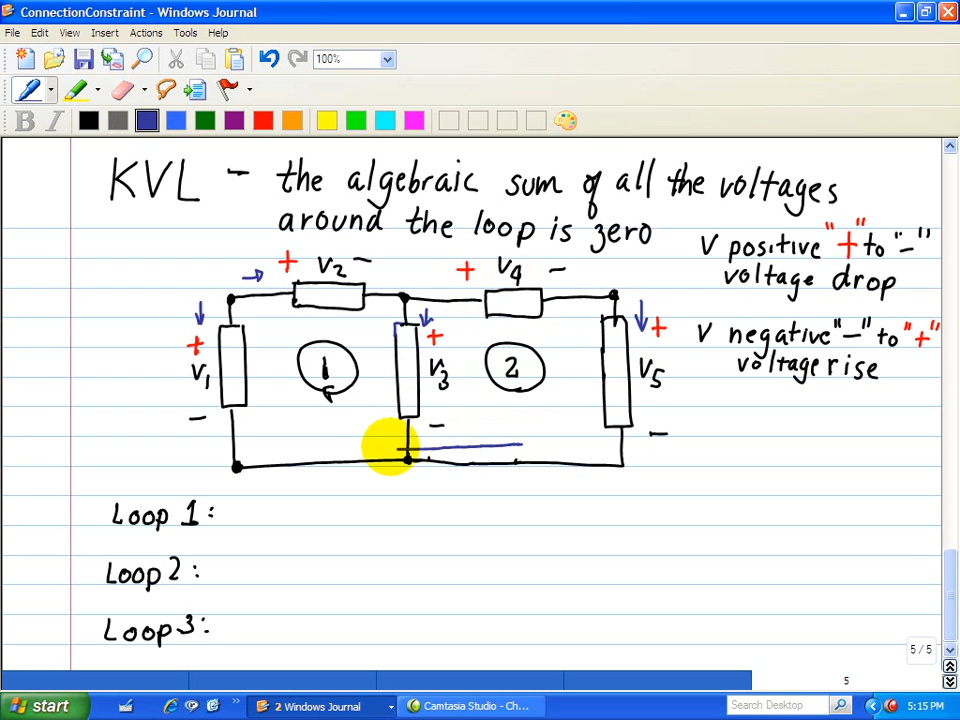 ConnectionConstraint - Windows Journal
File Edit View Insert Actions Tools Help
100%
B I
KVL - the algebraic sum of all the voltages
around the loop is zero
V positive "+" to "-"
voltage drop
V negative "-" to "+"
voltage rise
+ V2 - + V4 -
+ V1 - 1 + V3 - 2 + V5 -
Loop 1:
Loop 2:
Loop 3:
5 / 5
5
start 2 Windows Journal Camtasia Studio - Ch... Search Desktop 5:15 PM